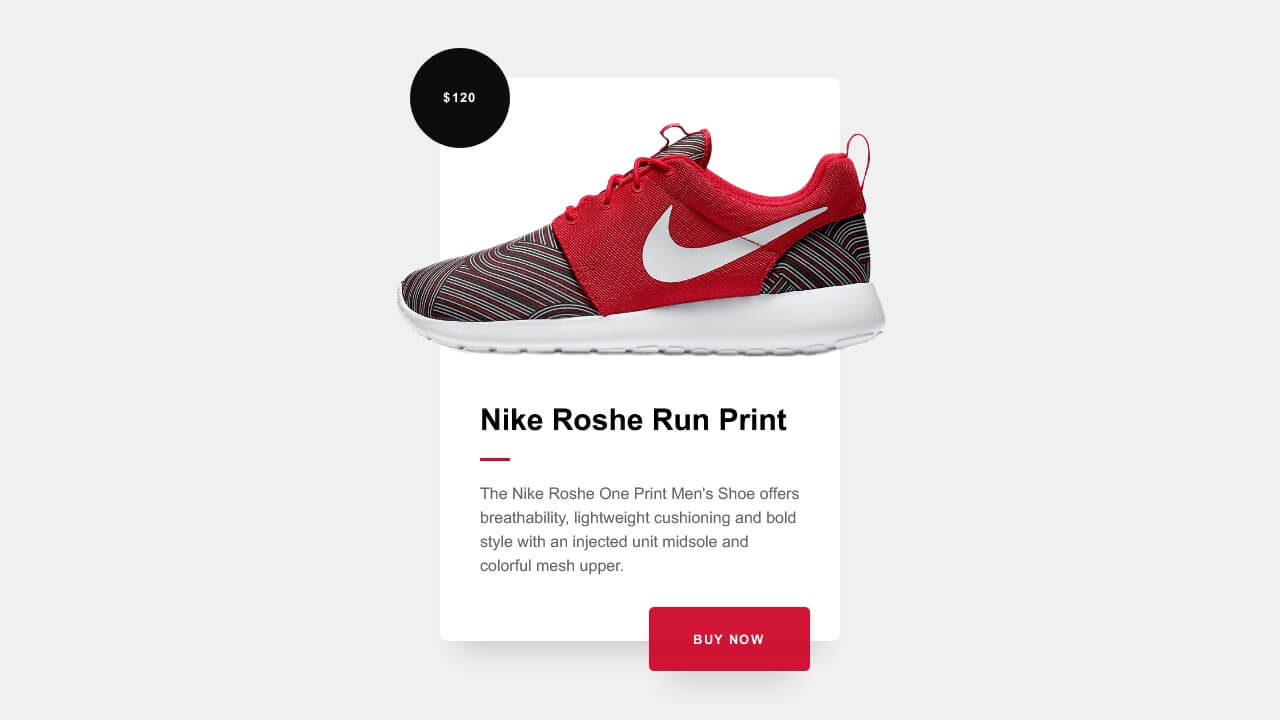 $120
Nike Roshe Run Print
The Nike Roshe One Print Men's Shoe offers
breathability, lightweight cushioning and bold
style with an injected unit midsole and
colorful mesh upper.
BUY NOW